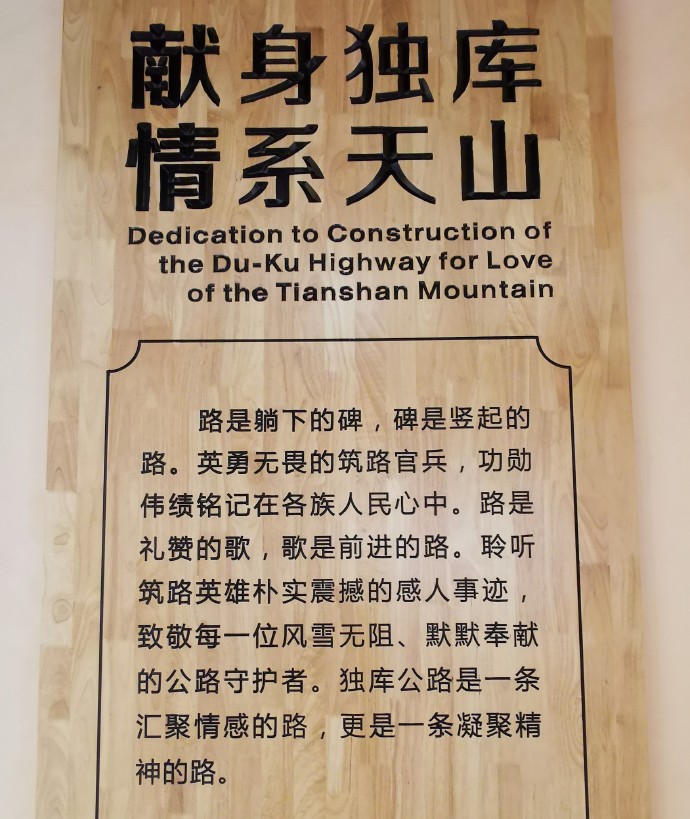 献身独库
情系天山
Dedication to Construction of
the Du-Ku Highway for Love
of the Tianshan Mountain
路是躺下的碑，碑是竖起的
路。英勇无畏的筑路官兵，功勋
伟绩铭记在各族人民心中。路是
礼赞的歌，歌是前进的路。聆听
筑路英雄朴实震撼的感人事迹，
致敬每一位风雪无阻、默默奉献
的公路守护者。独库公路是一条
汇聚情感的路，更是一条凝聚精
神的路。